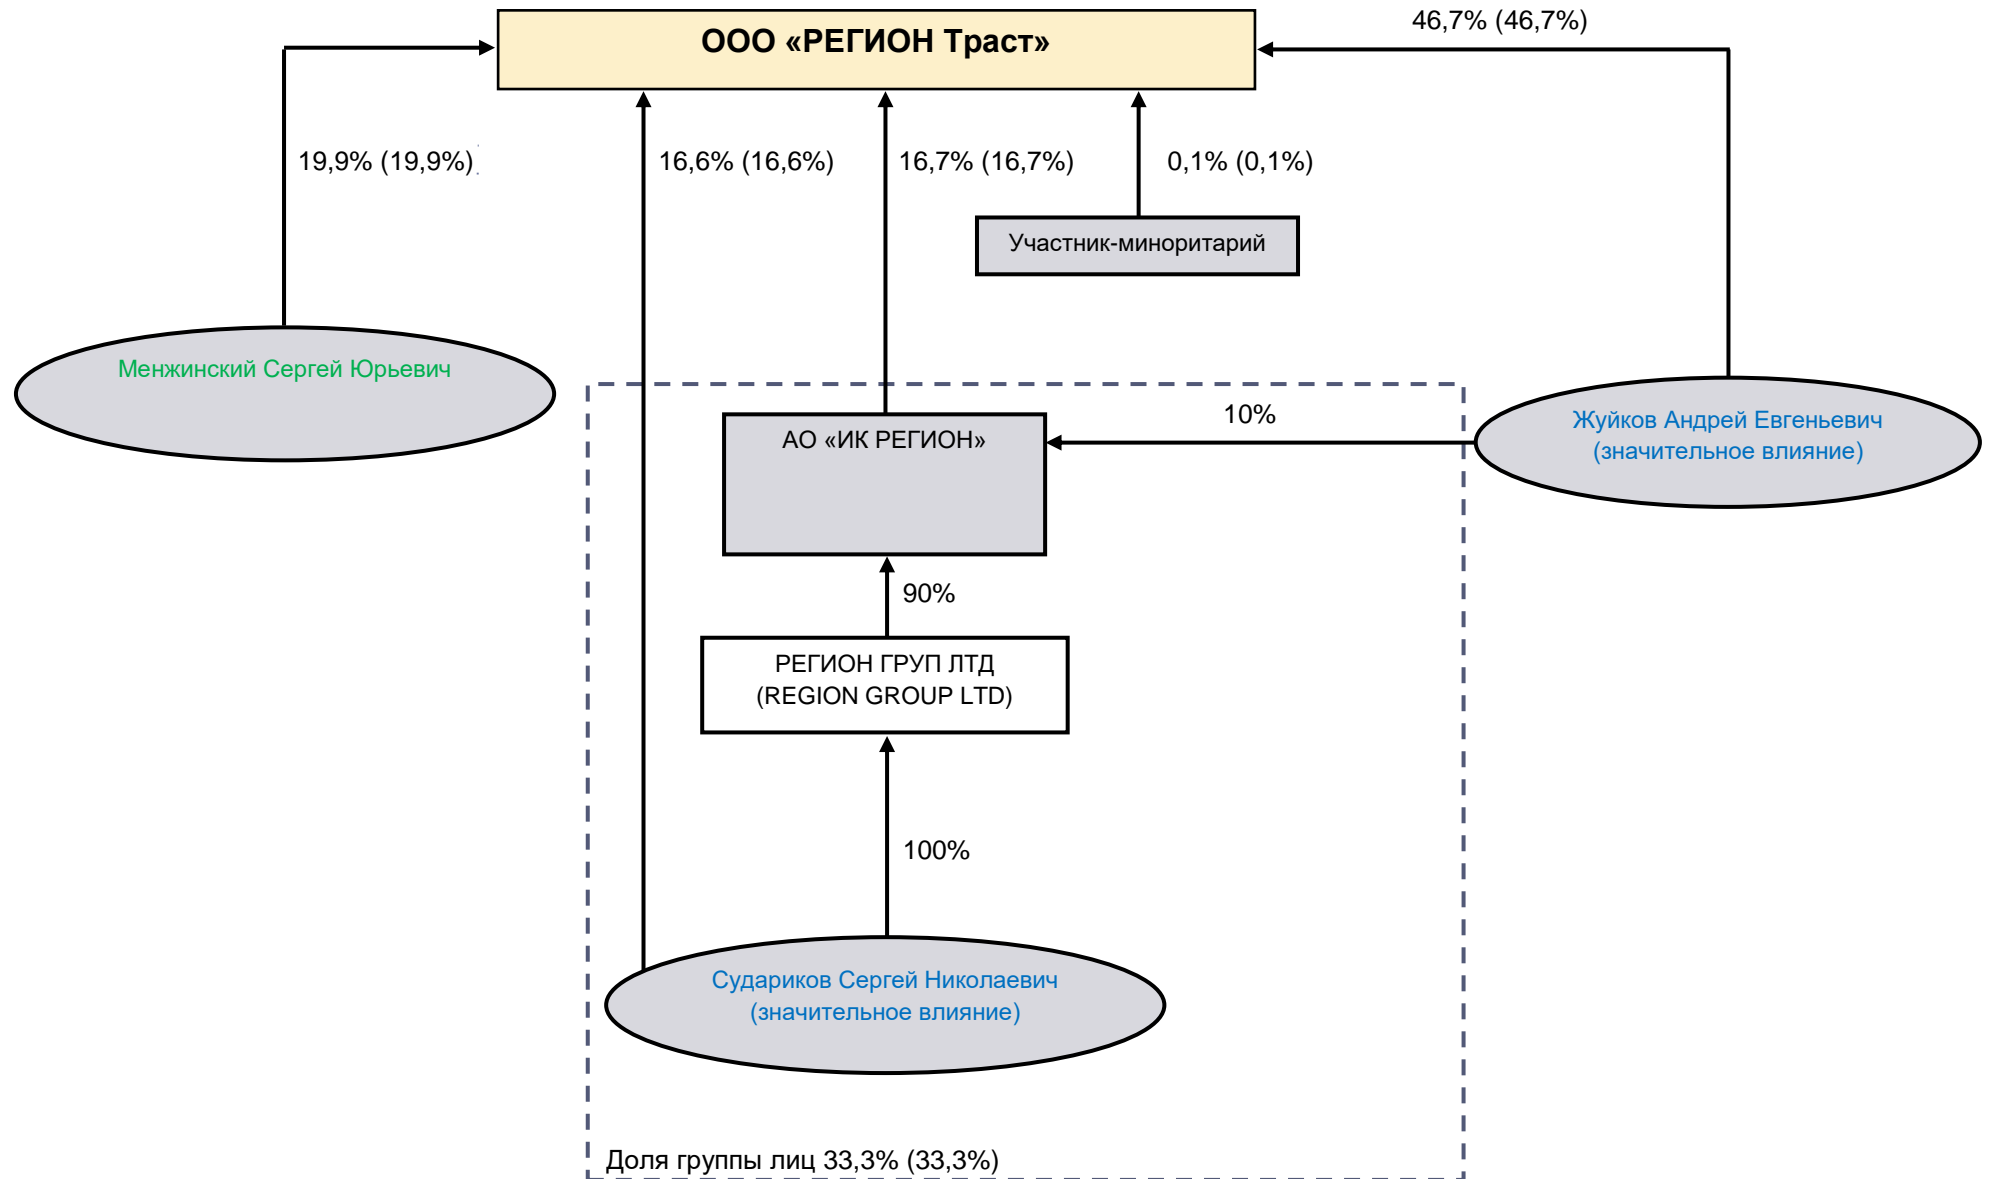 46,7% (46,7%)
ООО «РЕГИОН Траст»
19,9% (19,9%)
16,6% (16,6%)
16,7% (16,7%)
0,1% (0,1%)
Участник-миноритарий
Менжинский Сергей Юрьевич
10%
Жуйков Андрей Евгеньевич
(значительное влияние)
АО «ИК РЕГИОН»
90%
РЕГИОН ГРУП ЛТД
(REGION GROUP LTD)
100%
Судариков Сергей Николаевич
(значительное влияние)
Доля группы лиц 33,3% (33,3%)